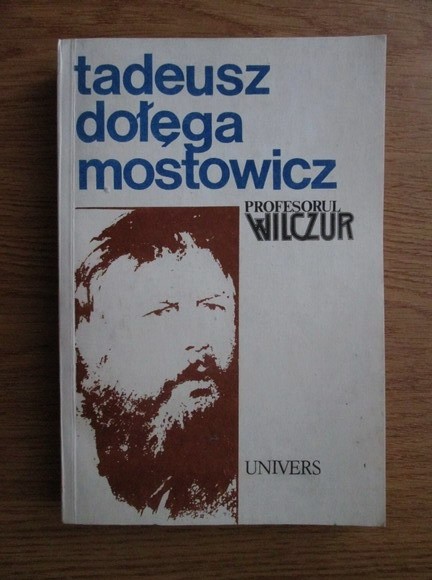 tadeusz
dołęga
mostowicz
PROFESORUL
WILCZUR
UNIVERS